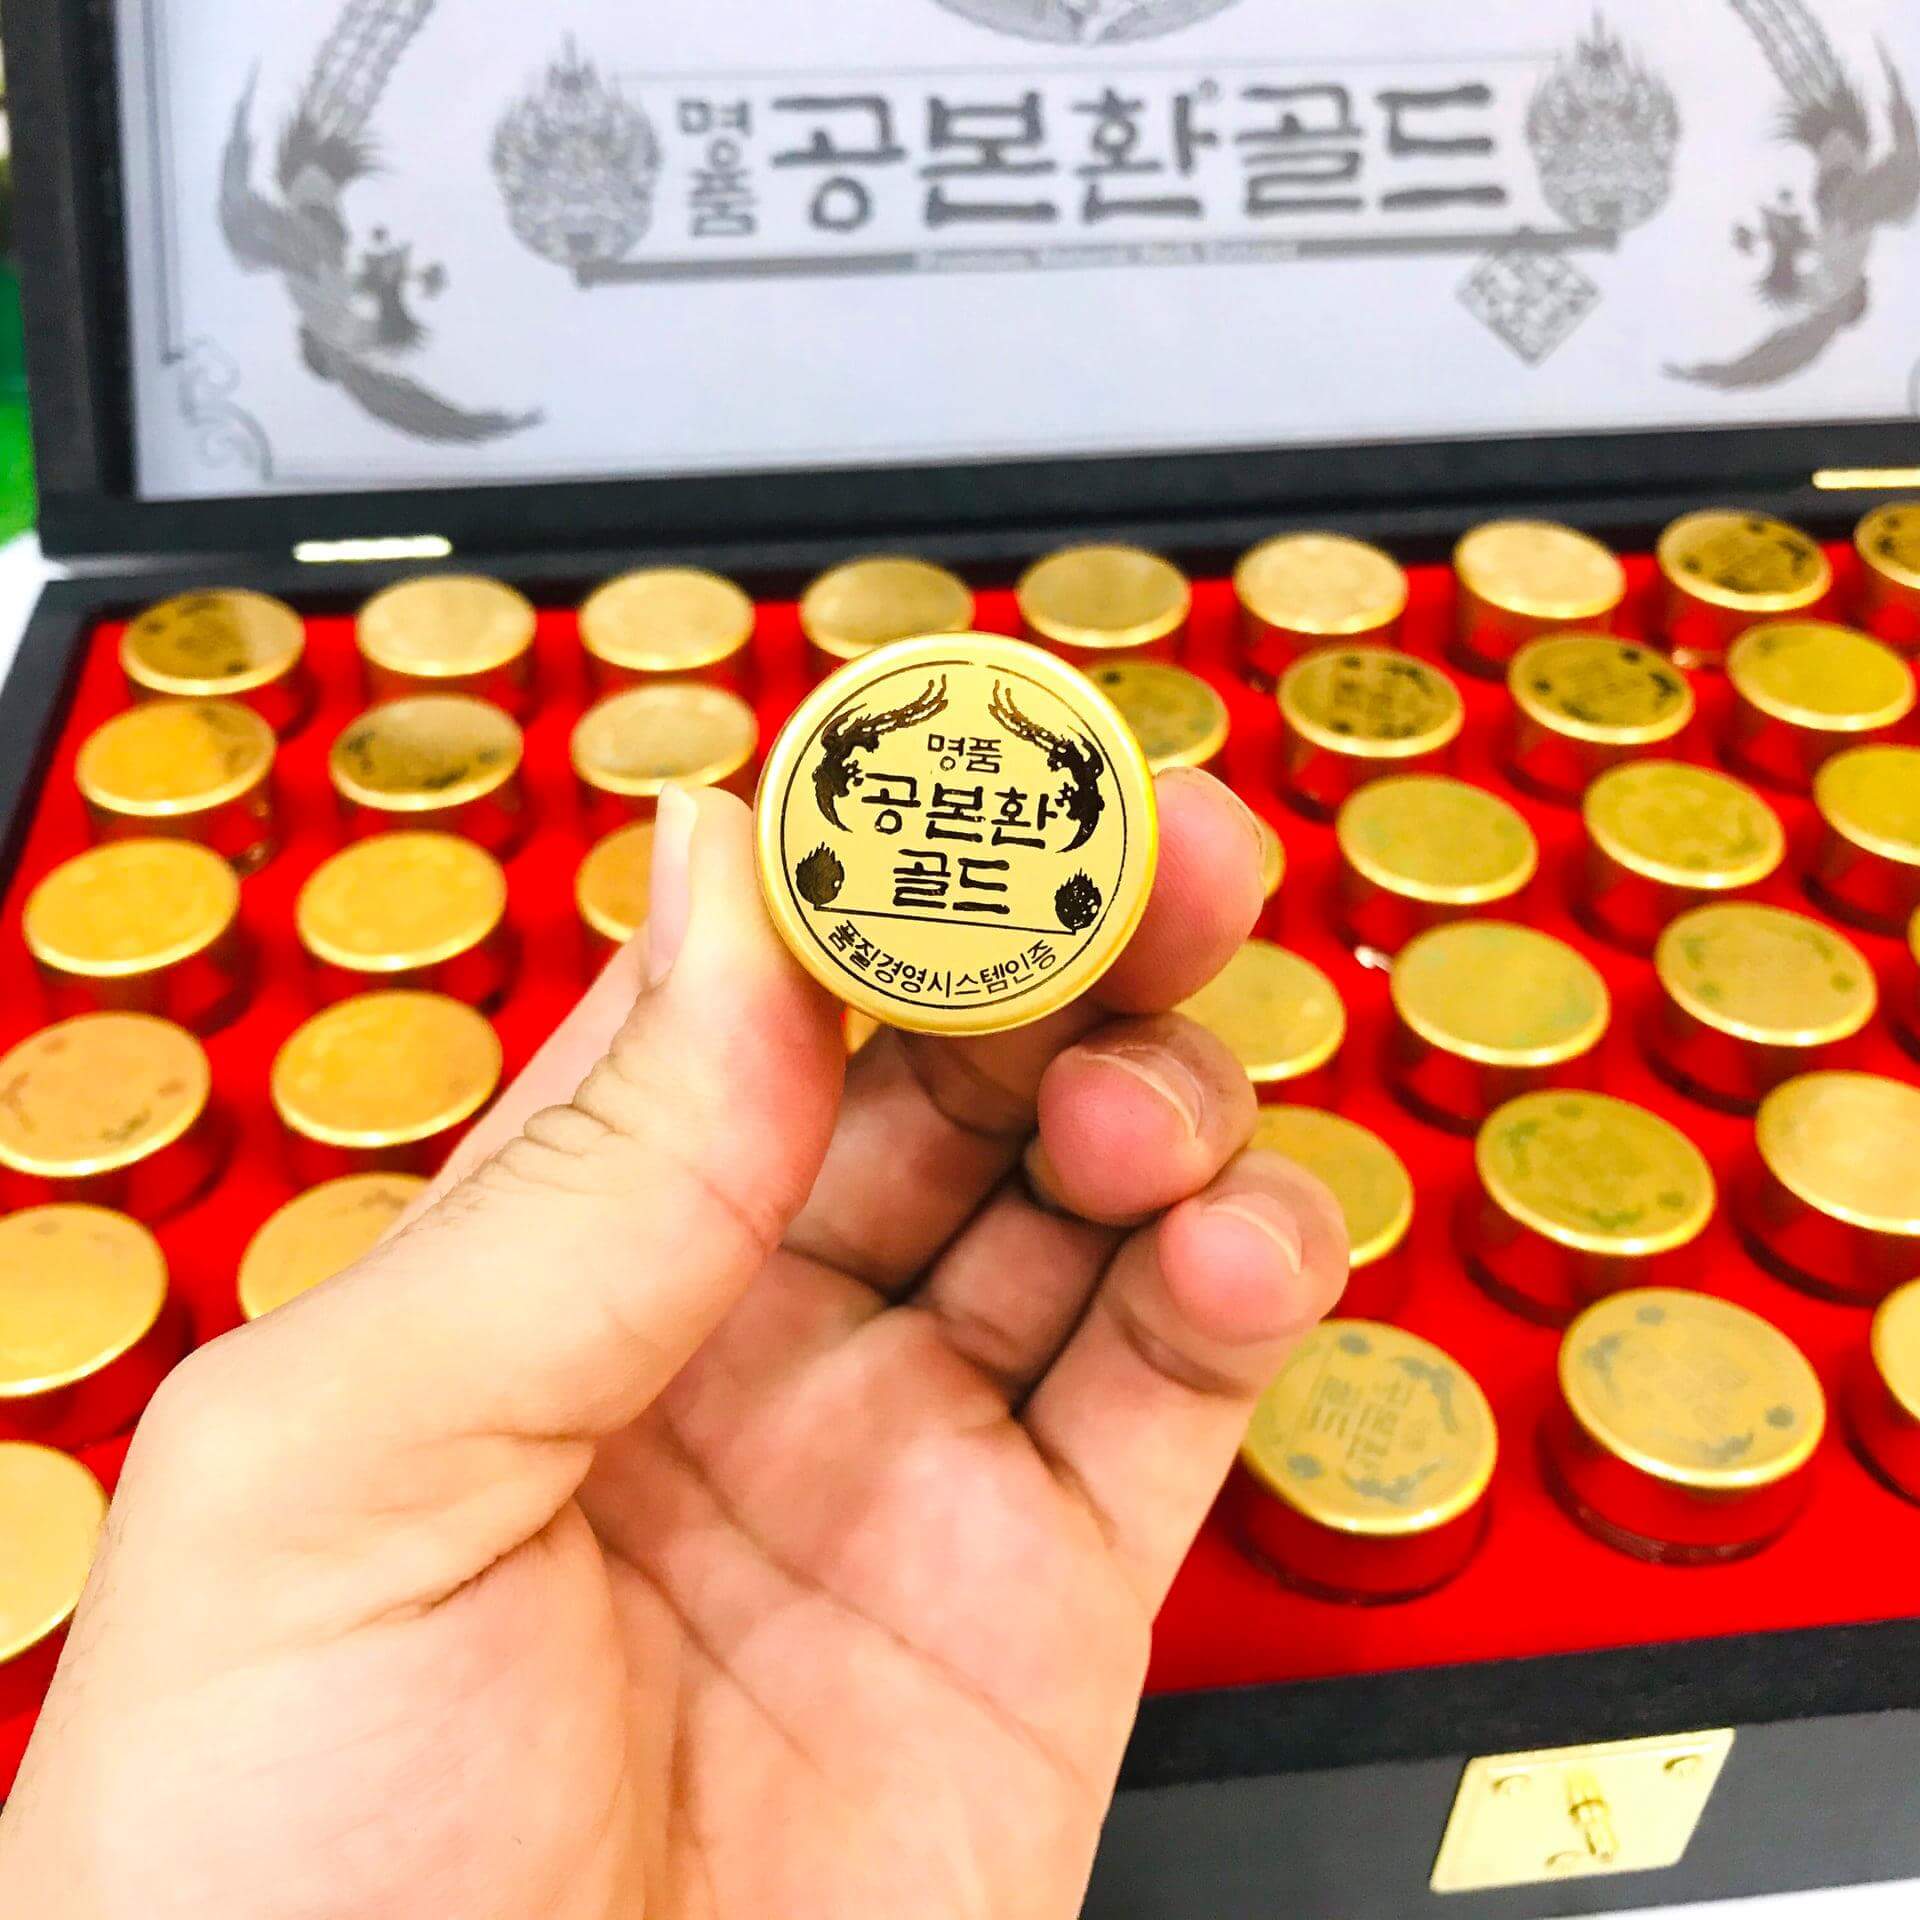 명품 공본환 골드
명품
공본환
골드
품질경영시스템인증